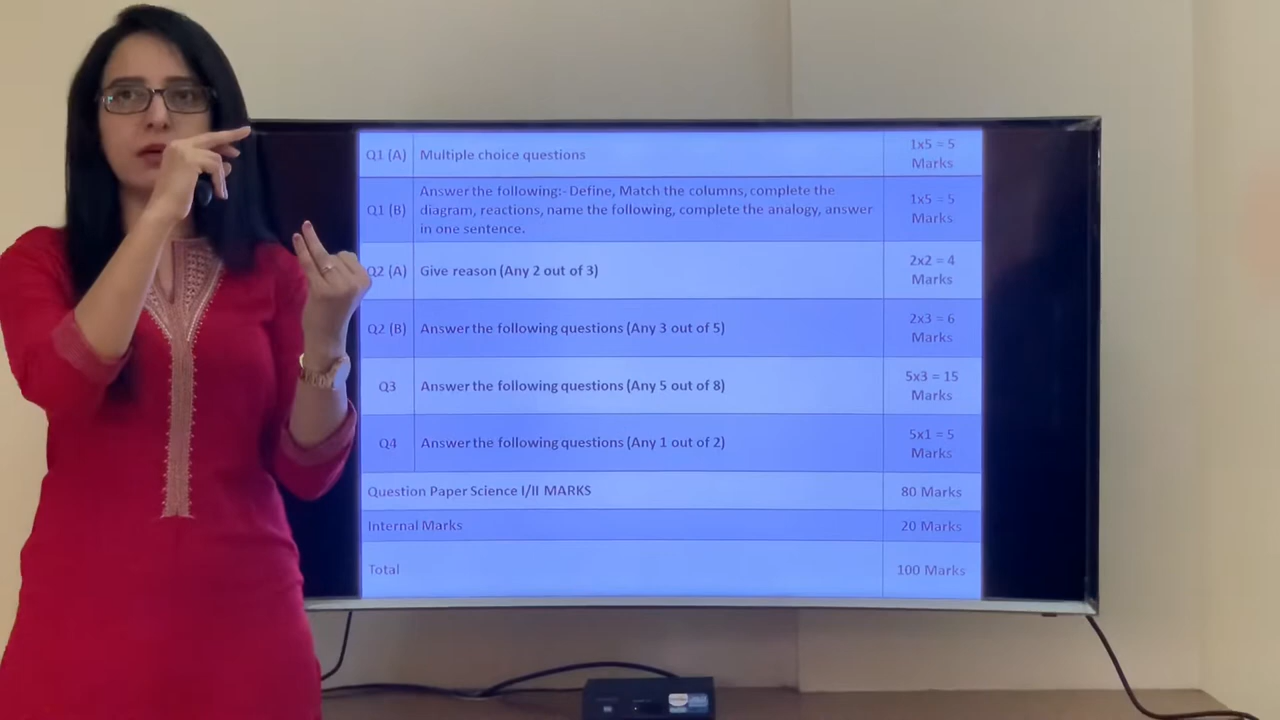 Q1 (A) Multiple choice questions 1x5 = 5
Marks
Q1 (B) Answer the following:- Define, Match the columns, complete the
diagram, reactions, name the following, complete the analogy, answer
in one sentence. 1x5 = 5
Marks
Q2 (A) Give reason (Any 2 out of 3) 2x2 = 4
Marks
Q2 (B) Answer the following questions (Any 3 out of 5) 2x3 = 6
Marks
Q3 Answer the following questions (Any 5 out of 8) 5x3 = 15
Marks
Q4 Answer the following questions (Any 1 out of 2) 5x1 = 5
Marks
Question Paper Science I/II MARKS 80 Marks
Internal Marks 20 Marks
Total 100 Marks